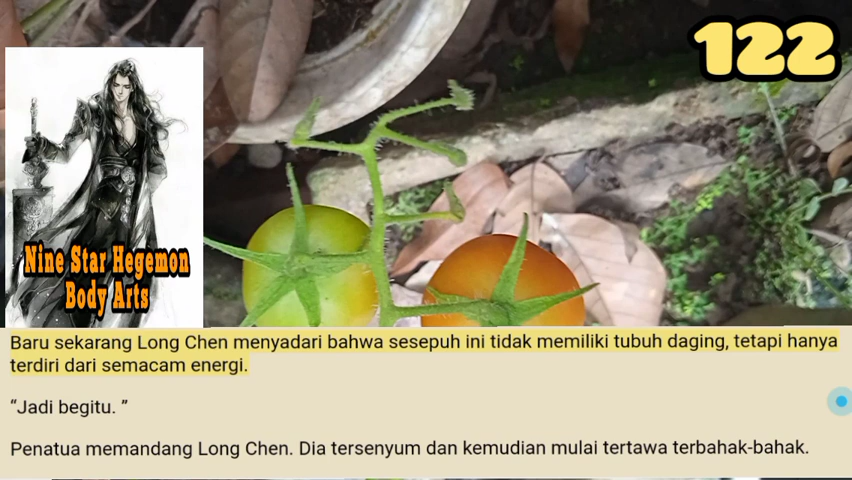 122
Nine Star Hegemon
Body Arts
Baru sekarang Long Chen menyadari bahwa sesepuh ini tidak memiliki tubuh daging, tetapi hanya
terdiri dari semacam energi.
“Jadi begitu. ”
Penatua memandang Long Chen. Dia tersenyum dan kemudian mulai tertawa terbahak-bahak.